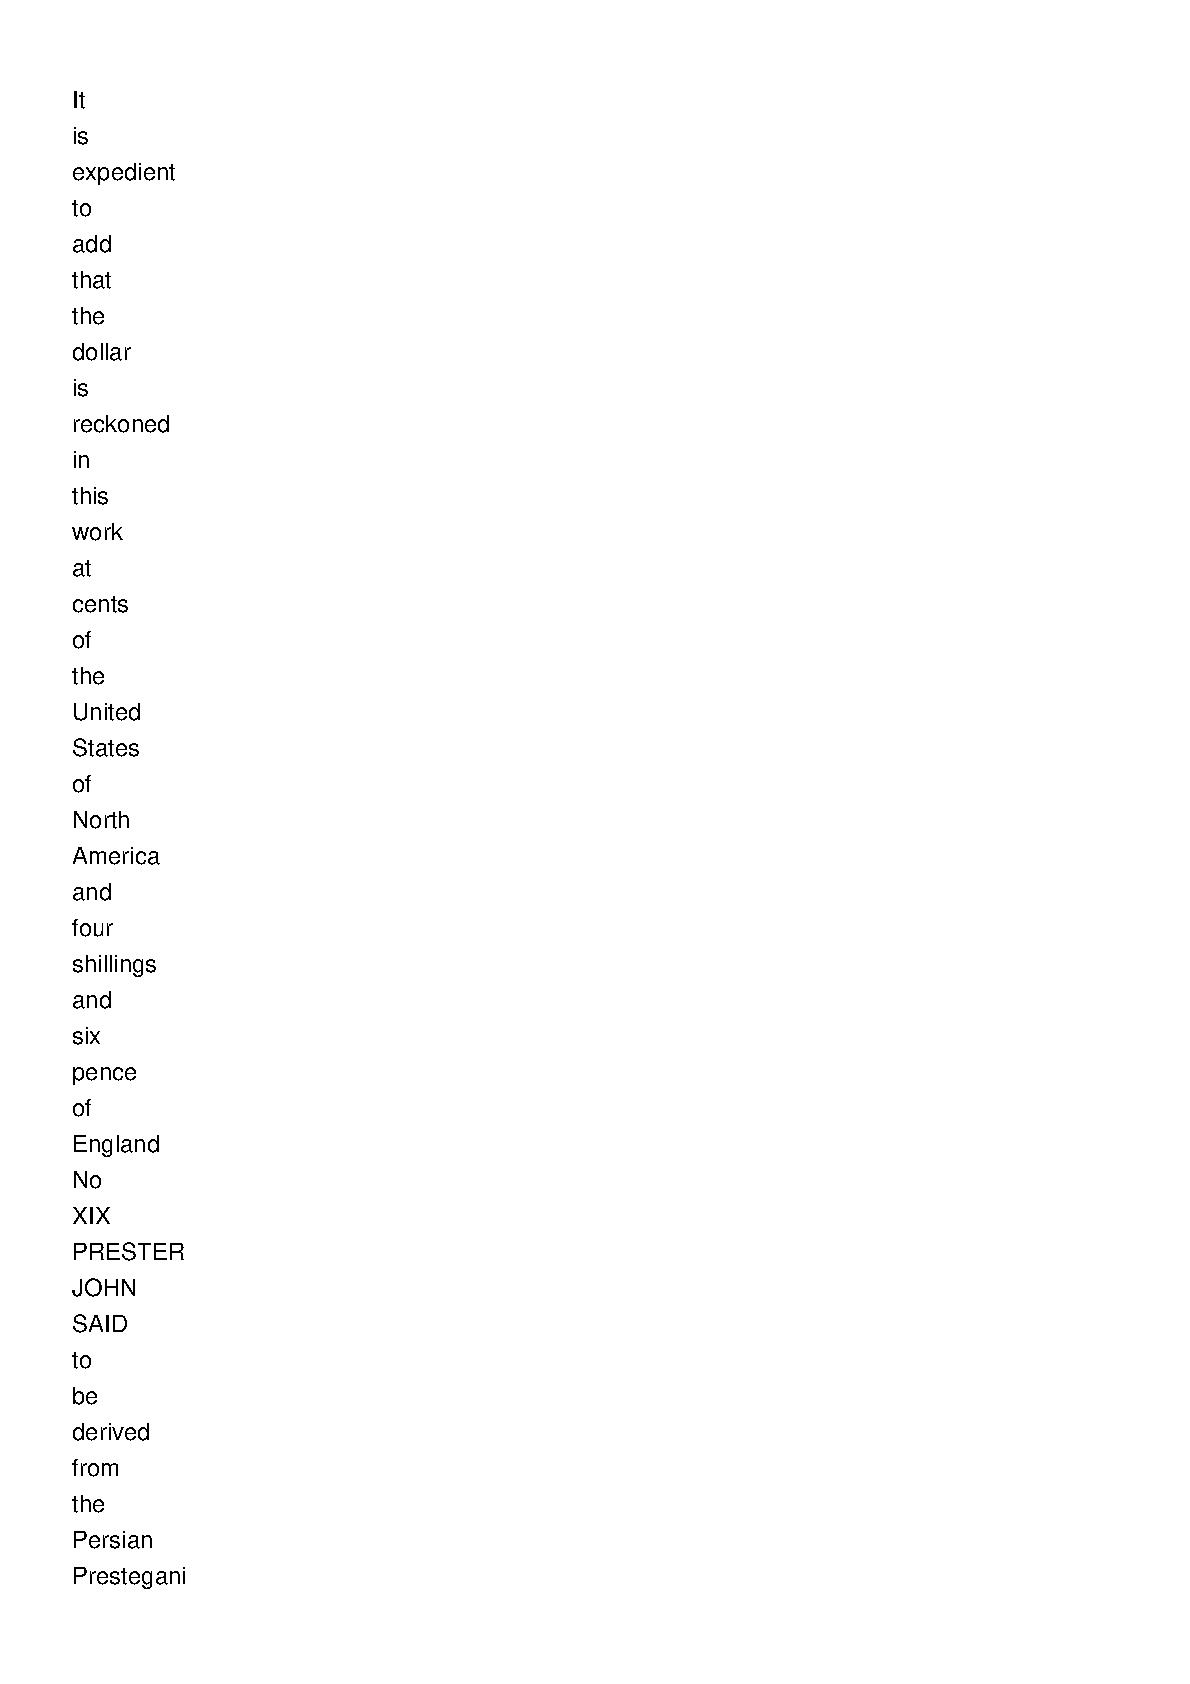 It
is
expedient
to
add
that
the
dollar
is
reckoned
in
this
work
at
cents
of
the
United
States
of
North
America
and
four
shillings
and
six
pence
of
England
No
XIX
PRESTER
JOHN
SAID
to
be
derived
from
the
Persian
Prestegani